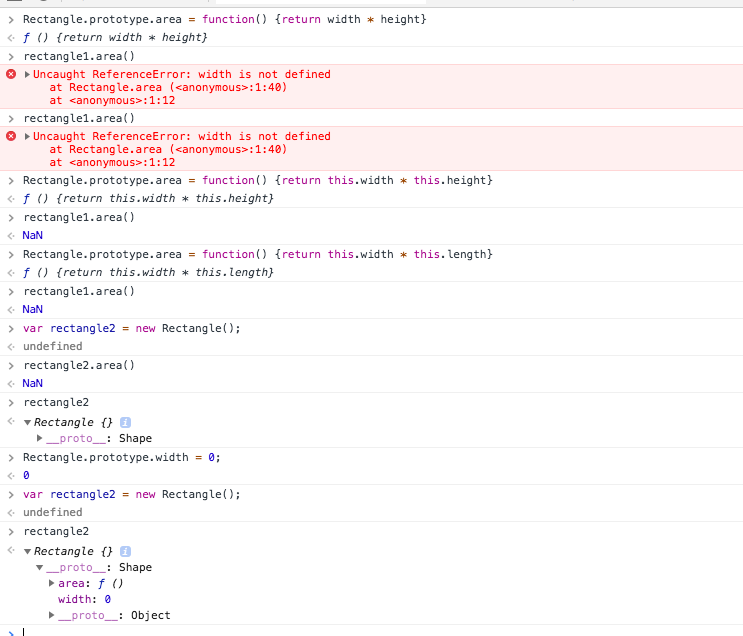 Rectangle.prototype.area = function() {return width * height}
ƒ () {return width * height}
rectangle1.area()
Uncaught ReferenceError: width is not defined
at Rectangle.area (<anonymous>:1:40)
at <anonymous>:1:12
rectangle1.area()
Uncaught ReferenceError: width is not defined
at Rectangle.area (<anonymous>:1:40)
at <anonymous>:1:12
Rectangle.prototype.area = function() {return this.width * this.height}
ƒ () {return this.width * this.height}
rectangle1.area()
NaN
Rectangle.prototype.area = function() {return this.width * this.length}
ƒ () {return this.width * this.length}
rectangle1.area()
NaN
var rectangle2 = new Rectangle();
undefined
rectangle2.area()
NaN
rectangle2
Rectangle {} i
__proto__: Shape
Rectangle.prototype.width = 0;
0
var rectangle2 = new Rectangle();
undefined
rectangle2
Rectangle {} i
__proto__: Shape
area: ƒ ()
width: 0
__proto__: Object